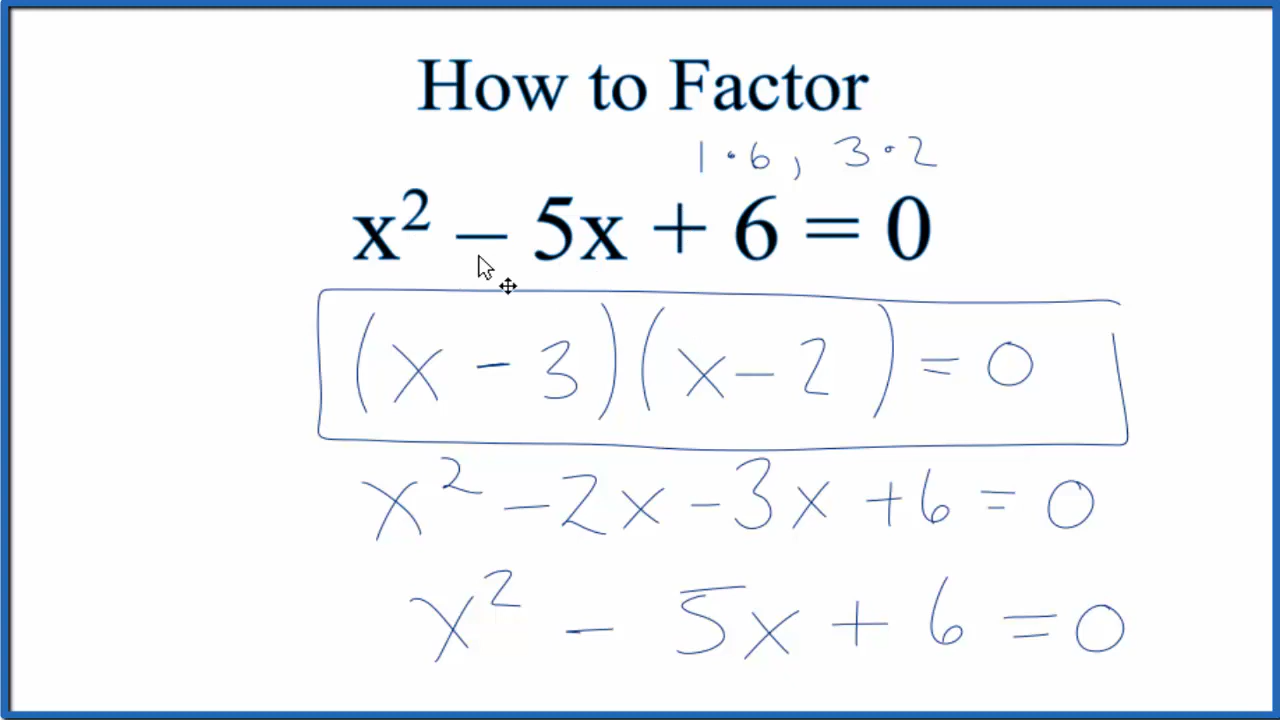 How to Factor
1·6, 3·2
x² – 5x + 6 = 0
(x - 3)(x - 2) = 0
x² - 2x - 3x + 6 = 0
x² - 5x + 6 = 0